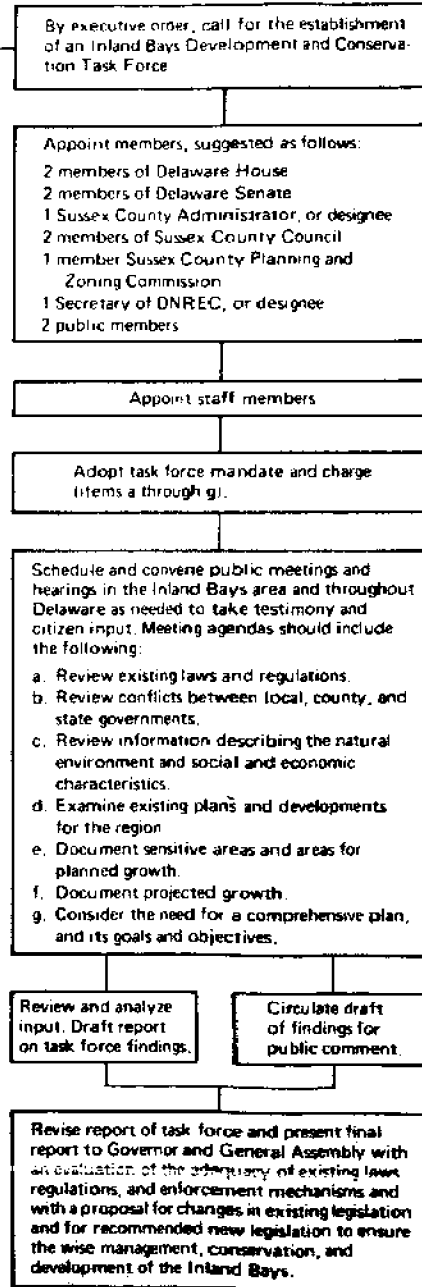 By executive order, call for the establishment
of an Inland Bays Development and Conserva-
tion Task Force
Appoint members, suggested as follows:
2 members of Delaware House
2 members of Delaware Senate
1 Sussex County Administrator, or designee
2 members of Sussex County Council
1 member Sussex County Planning and
Zoning Commission
1 Secretary of DNREC, or designee
2 public members
Appoint staff members
Adopt task force mandate and charge
(items a through g).
Schedule and convene public meetings and
hearings in the Inland Bays area and throughout
Delaware as needed to take testimony and
citizen input. Meeting agendas should include
the following:
a. Review existing laws and regulations.
b. Review conflicts between local, county, and
state governments.
c. Review information describing the natural
environment and social and economic
characteristics.
d. Examine existing plans and developments
for the region
e. Document sensitive areas and areas for
planned growth.
f. Document projected growth.
g. Consider the need for a comprehensive plan,
and its goals and objectives.
Review and analyze
input. Draft report
on task force findings.
Circulate draft
of findings for
public comment.
Revise report of task force and present final
report to Governor and General Assembly with
an evaluation of the adequacy of existing laws
regulations, and enforcement mechanisms and
with a proposal for changes in existing legislation
and for recommended new legislation to ensure
the wise management, conservation, and
development of the Inland Bays.